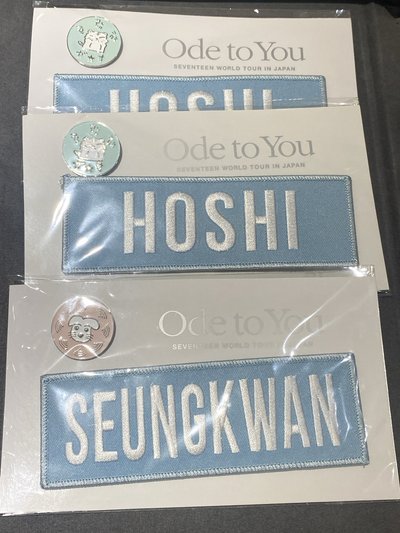 Ode to You
SEVENTEEN WORLD TOUR IN JAPAN
HOSHI
Ode to You
SEVENTEEN WORLD TOUR IN JAPAN
HOSHI
Ode to You
SEVENTEEN WORLD TOUR IN JAPAN
SEUNGKWAN